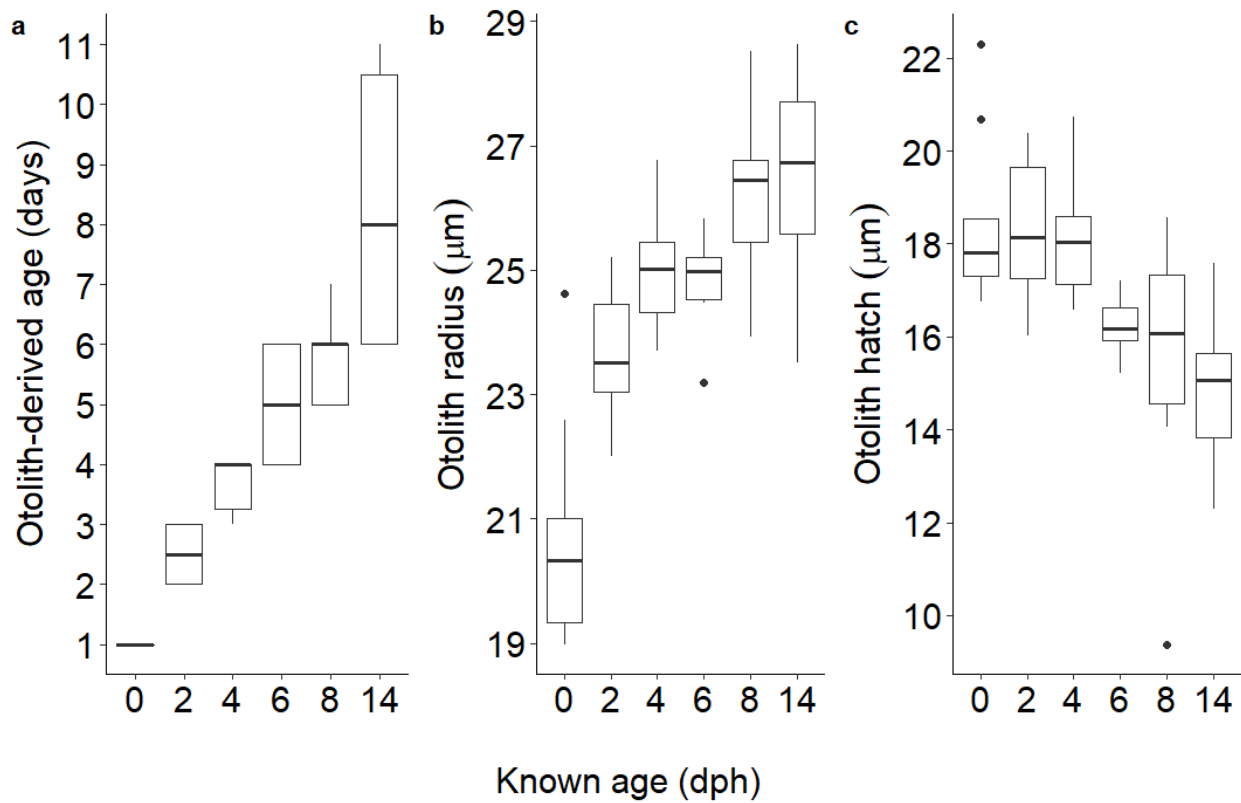 a
Otolith-derived age (days)
11
10
9
8
7
6
5
4
3
2
1
0 2 4 6 8 14
b
Otolith radius (μm)
29
27
25
23
21
19
0 2 4 6 8 14
c
Otolith hatch (μm)
22
20
18
16
14
12
10
0 2 4 6 8 14
Known age (dph)